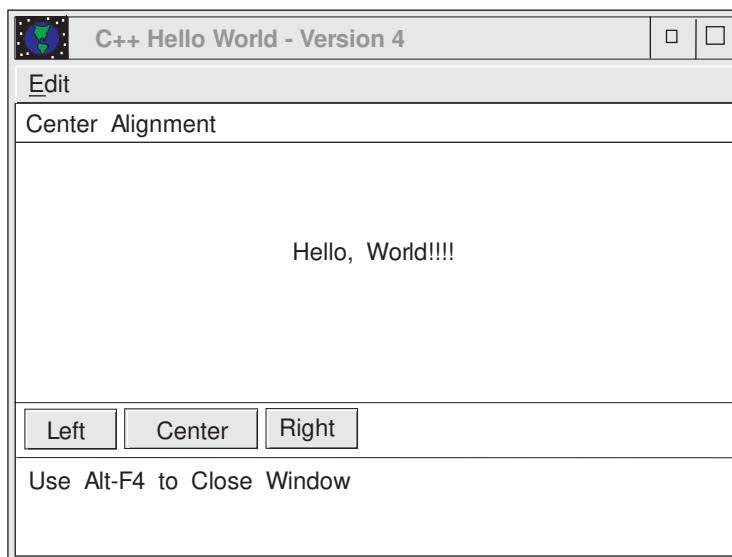 C++ Hello World - Version 4
Edit
Center Alignment
Hello, World!!!!
Left Center Right
Use Alt-F4 to Close Window